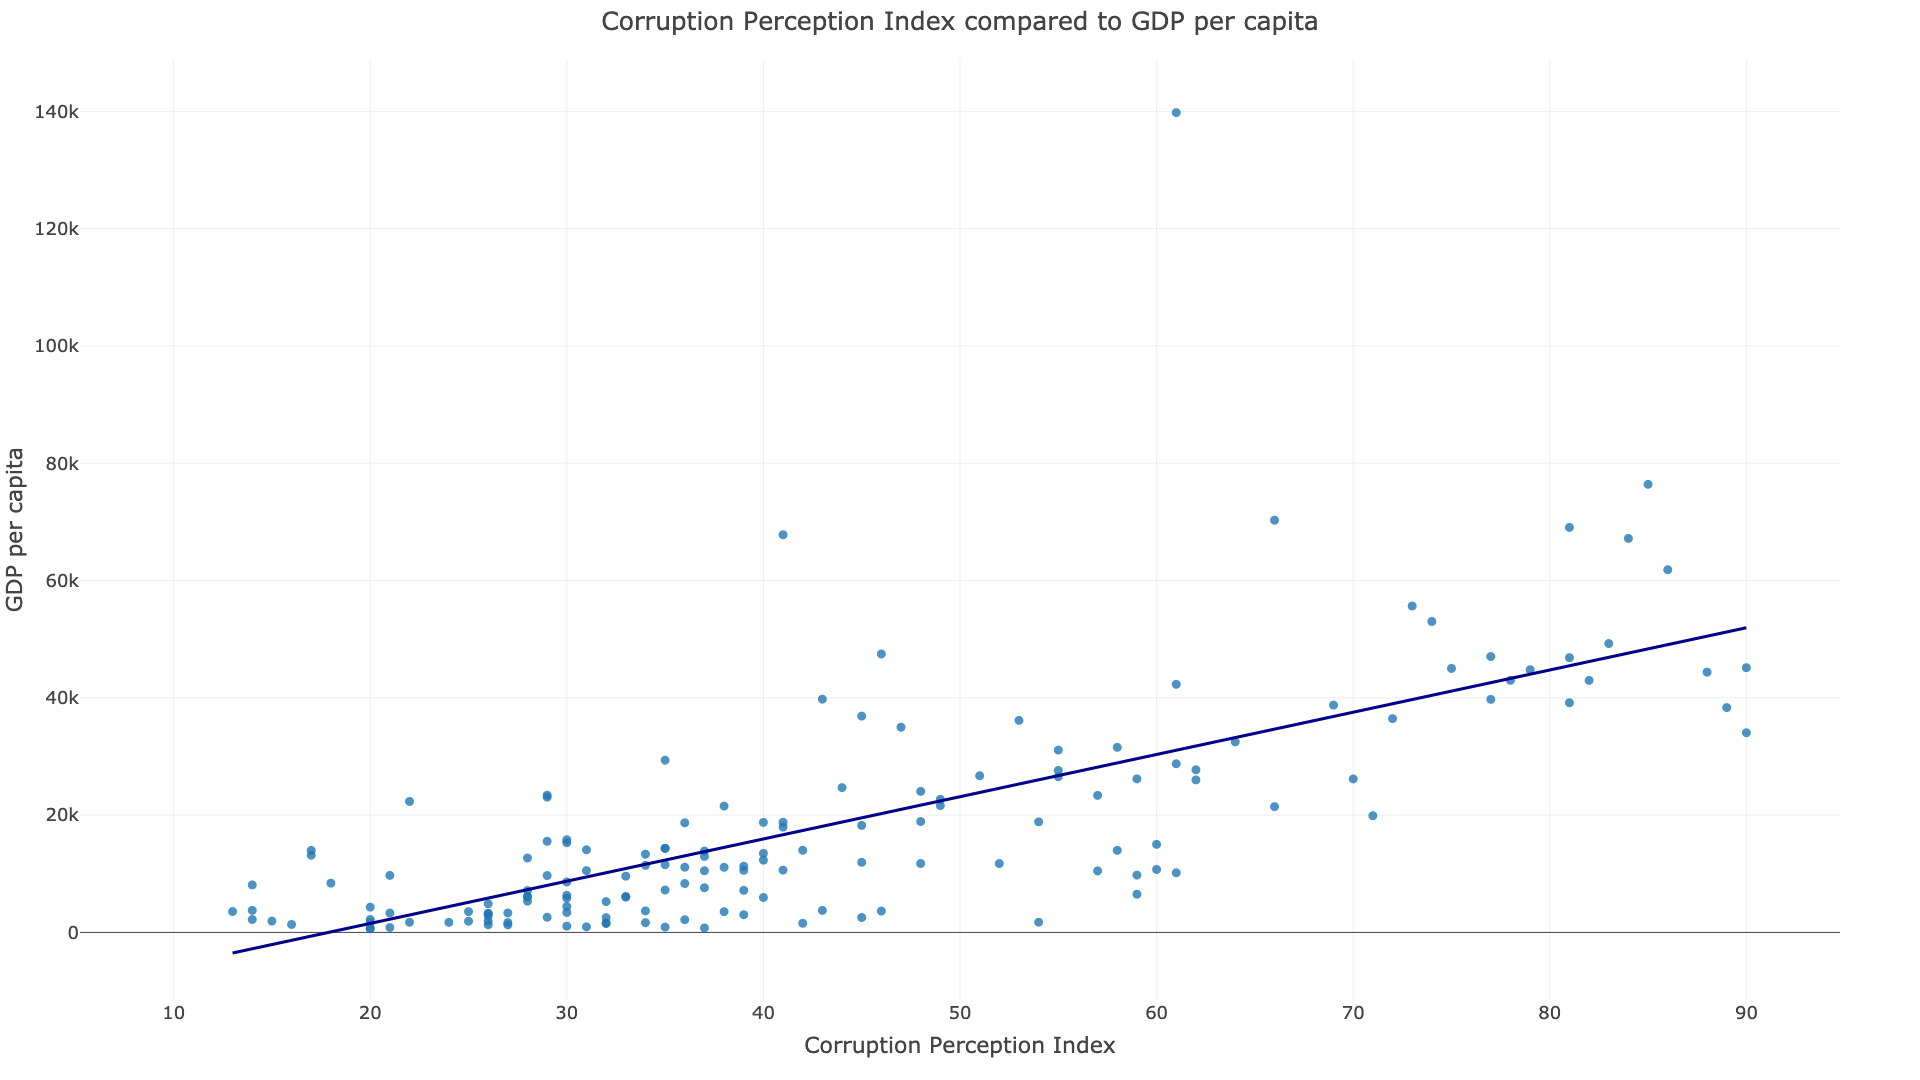 Corruption Perception Index compared to GDP per capita
140k
120k
100k
80k
60k
40k
20k
0
GDP per capita
10 20 30 40 50 60 70 80 90
Corruption Perception Index